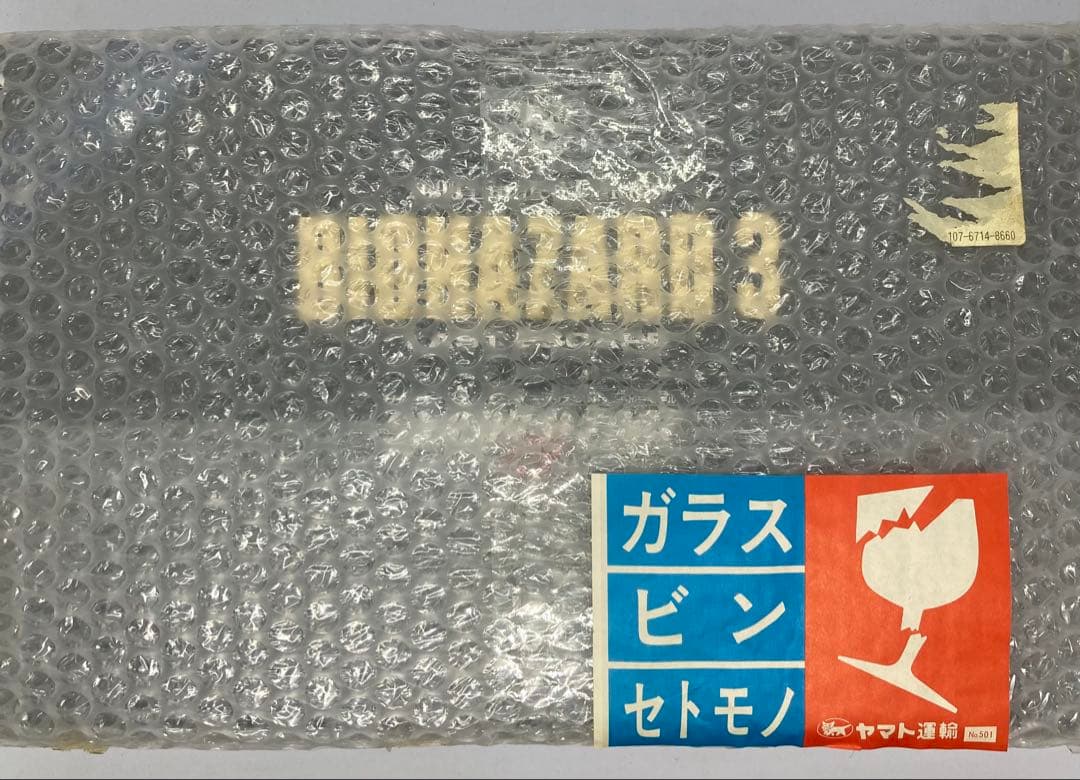 BIOHAZARD 3
107-6714-8660
ガラス
ビン
セトモノ
ヤマト運輸 No.501